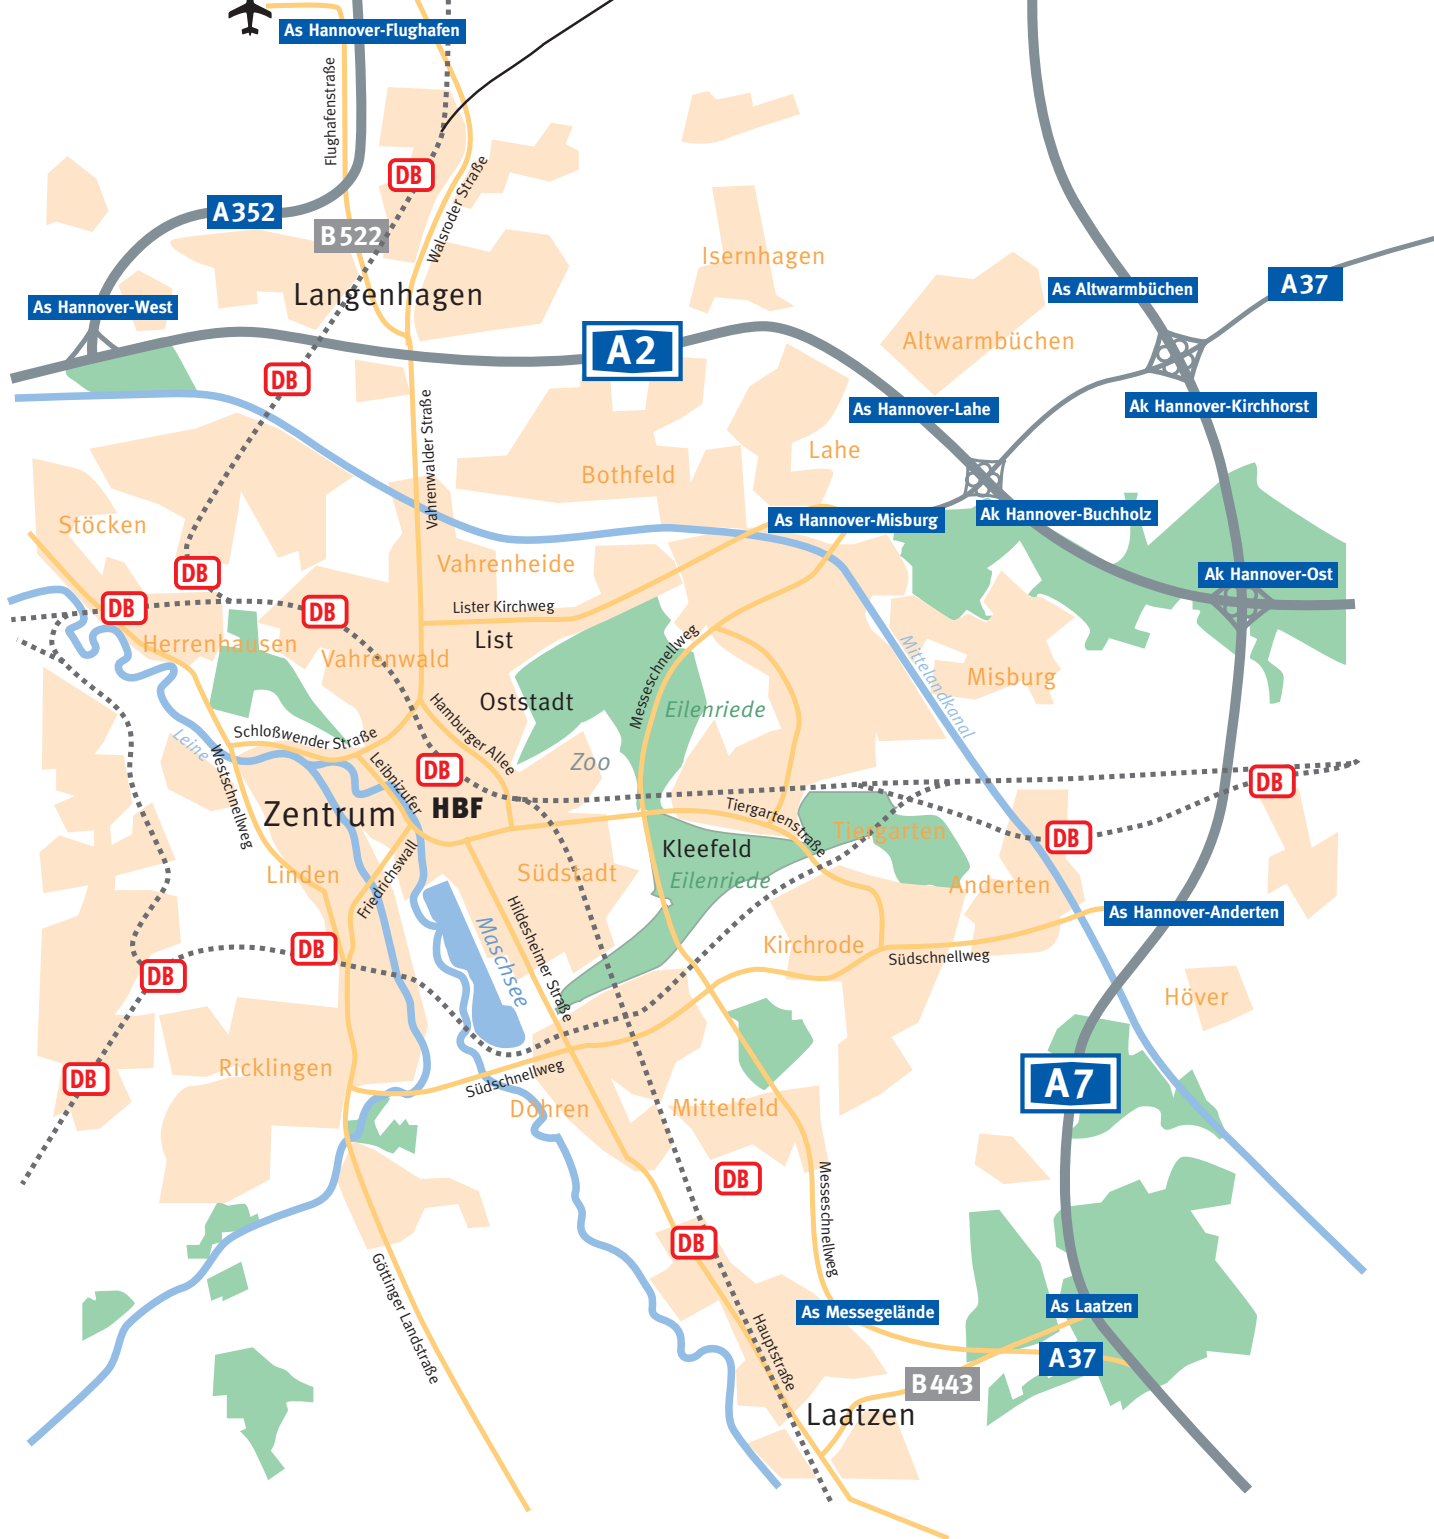 As Hannover-Flughafen
Flughafenstraße
DB
Walsroder Straße
A352
B522
Isernhagen
Langenhagen
As Hannover-West
As Altwarmbüchen
A37
A2
Altwarmbüchen
DB
As Hannover-Lahe
Ak Hannover-Kirchhorst
Vahrenwalder Straße
Lahe
Bothfeld
Stöcken
As Hannover-Misburg
Ak Hannover-Buchholz
Vahrenheide
DB
Ak Hannover-Ost
DB
DB
Lister Kirchweg
List
Herrenhausen
Vahrenwald
Messeschnellweg
Mittelandkanal
Misburg
Oststadt
Eilenriede
Hamburger Allee
Schloßwender Straße
Leine
Westschnellweg
Leibnizufer
DB
Zoo
DB
Zentrum
HBF
Tiergartenstraße
Tiergarten
DB
Kleefeld
Linden
Friedrichswall
Südstadt
Eilenriede
Anderten
As Hannover-Anderten
Hildesheimer Straße
Maschsee
DB
Kirchrode
Südschnellweg
DB
Höver
Ricklingen
DB
Südschnellweg
A7
Döhren
Mittelfeld
DB
Messeschnellweg
DB
Göttinger Landstraße
As Messegelände
As Laatzen
Hauptstraße
A37
B443
Laatzen